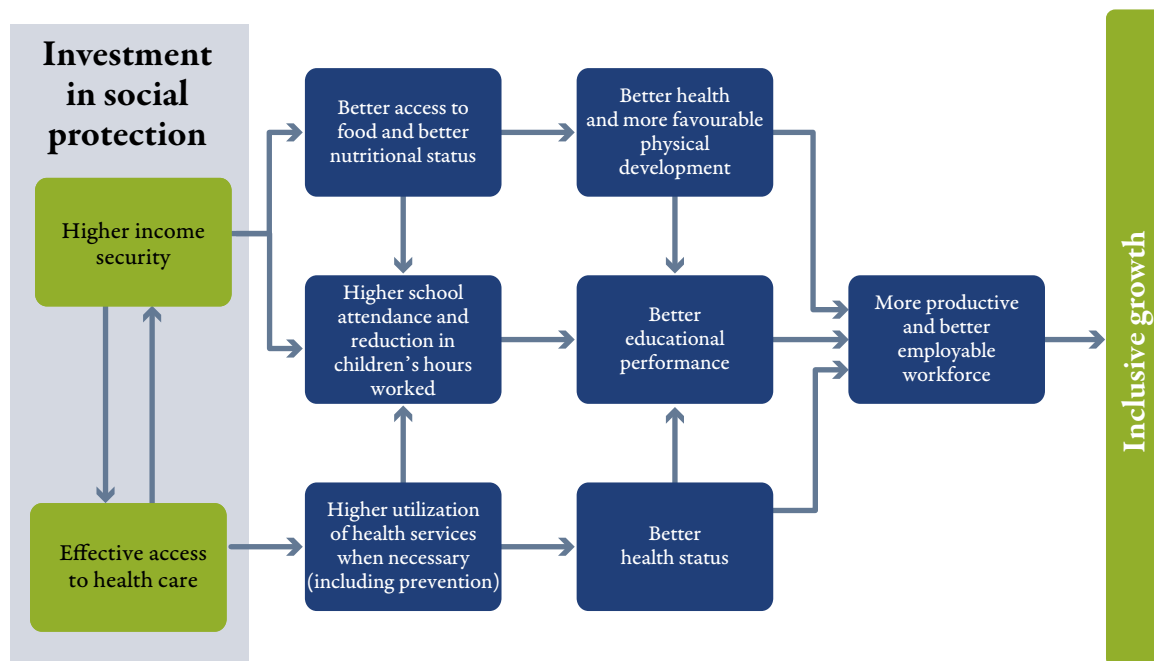 Investment
in social
protection
Higher income
security
Effective access
to health care
Better access to
food and better
nutritional status
Higher school
attendance and
reduction in
children’s hours
worked
Higher utilization
of health services
when necessary
(including prevention)
Better health
and more favourable
physical
development
Better
educational
performance
Better
health status
More productive
and better
employable
workforce
Inclusive growth